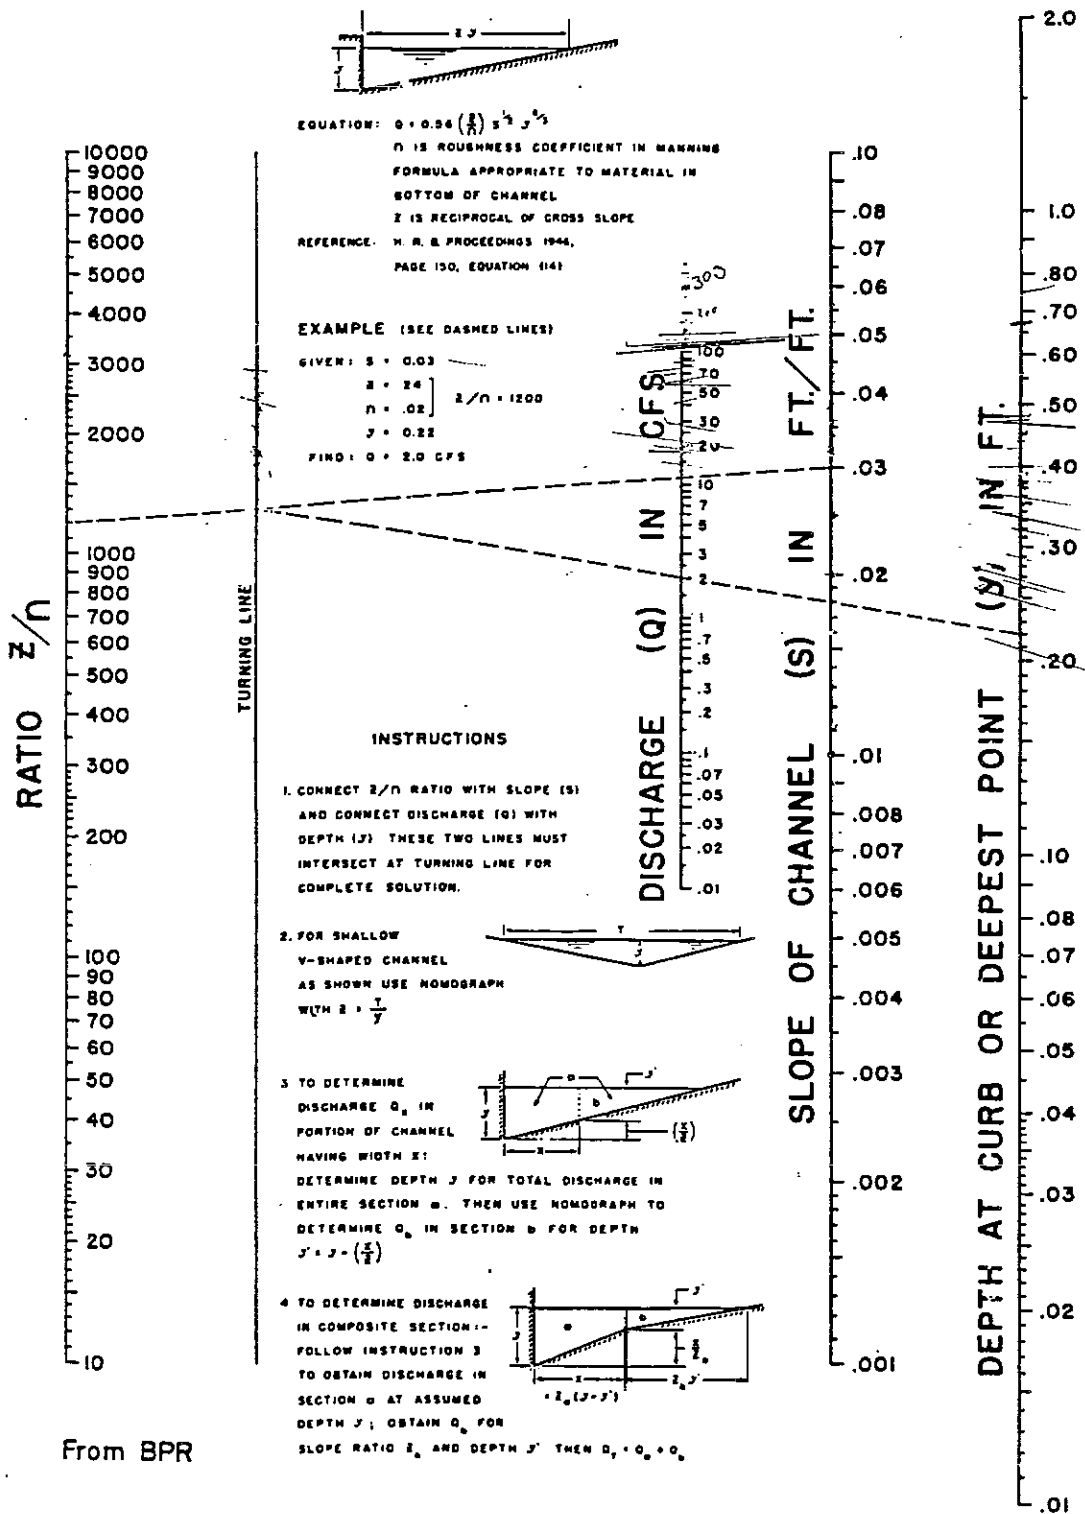 Z Y
y
EQUATION: Q = 0.56 (Z/n) S^1/2 Y^8/3
n IS ROUGHNESS COEFFICIENT IN MANNING
FORMULA APPROPRIATE TO MATERIAL IN
BOTTOM OF CHANNEL
Z IS RECIPROCAL OF CROSS SLOPE
REFERENCE: H. R. B. PROCEEDINGS 1946,
PAGE 150, EQUATION (14)
EXAMPLE (SEE DASHED LINES)
GIVEN: S = 0.03
Z = 24
n = .02
Z/n = 1200
y = 0.22
FIND: Q = 2.0 CFS
RATIO Z/n
10000
9000
8000
7000
6000
5000
4000
3000
2000
1000
900
800
700
600
500
400
300
200
100
90
80
70
60
50
40
30
20
10
TURNING LINE
INSTRUCTIONS
1. CONNECT Z/n RATIO WITH SLOPE (S)
AND CONNECT DISCHARGE (Q) WITH
DEPTH (y) THESE TWO LINES MUST
INTERSECT AT TURNING LINE FOR
COMPLETE SOLUTION.
2. FOR SHALLOW
V-SHAPED CHANNEL
AS SHOWN USE NOMOGRAPH
WITH Z = T/y
T
y
3 TO DETERMINE
DISCHARGE Qx IN
PORTION OF CHANNEL
HAVING WIDTH X:
DETERMINE DEPTH y FOR TOTAL DISCHARGE IN
ENTIRE SECTION a. THEN USE NOMOGRAPH TO
DETERMINE Qb IN SECTION b FOR DEPTH
y' = y - (x/z)
a
b
y'
y
x
(x/z)
4 TO DETERMINE DISCHARGE
IN COMPOSITE SECTION:-
FOLLOW INSTRUCTION 3
TO OBTAIN DISCHARGE IN
SECTION a AT ASSUMED
DEPTH y; OBTAIN Qb FOR
SLOPE RATIO Zb AND DEPTH y' THEN QT = Qa + Qb
y'
y
x
= Za(y-y')
Zb y'
DISCHARGE (Q) IN CFS
300
100
70
50
30
20
10
7
5
3
2
1
.7
.5
.3
.2
.1
.07
.05
.03
.02
.01
SLOPE OF CHANNEL (S) IN FT./FT.
.10
.08
.07
.06
.05
.04
.03
.02
.01
.008
.007
.006
.005
.004
.003
.002
.001
DEPTH AT CURB OR DEEPEST POINT (y) IN FT.
2.0
1.0
.80
.70
.60
.50
.40
.30
.20
.10
.08
.07
.06
.05
.04
.03
.02
.01
From BPR